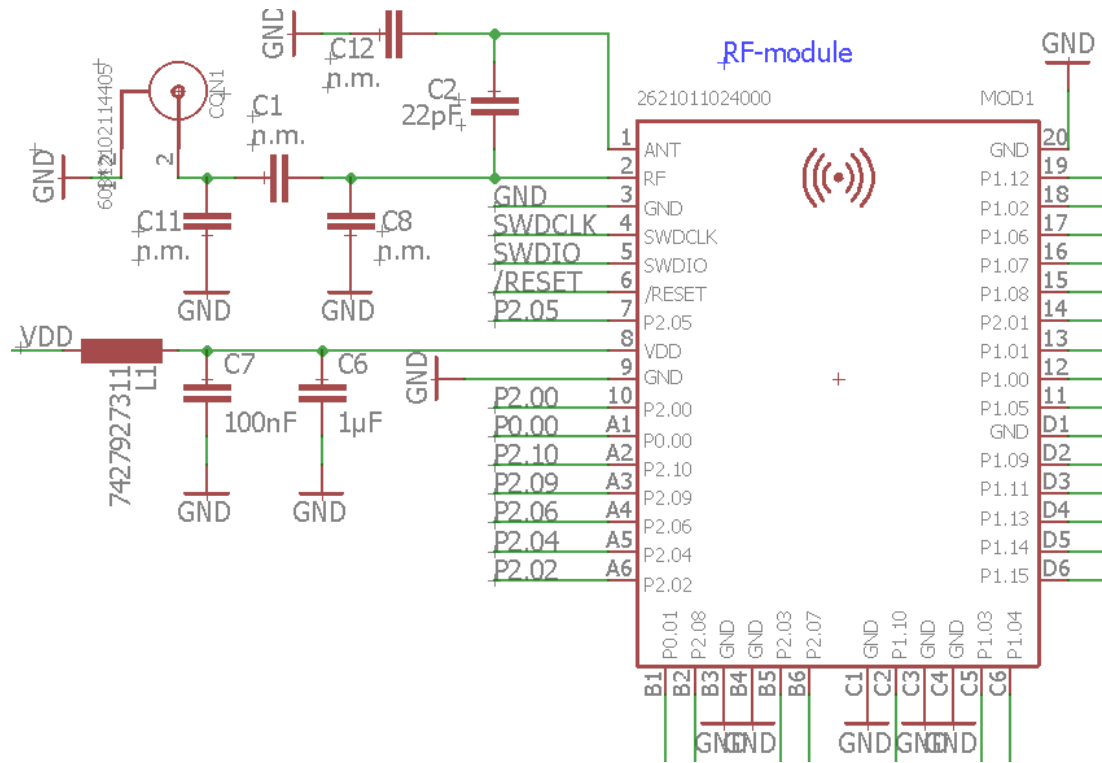 RF-module
GND
C12
n.m.
C2
22pF
2621011024000
MOD1
GND
CON1
C1
n.m.
GND
2
C11
n.m.
GND
C8
n.m.
GND
1 ANT
2 RF
GND 3 GND
SWDCLK 4 SWDCLK
SWDIO 5 SWDIO
/RESET 6 /RESET
P2.05 7 P2.05
8 VDD
GND 9 GND
P2.00 10 P2.00
P0.00 A1 P0.00
P2.10 A2 P2.10
P2.09 A3 P2.09
P2.06 A4 P2.06
P2.04 A5 P2.04
P2.02 A6 P2.02
GND 20
P1.12 19
P1.02 18
P1.06 17
P1.07 16
P1.08 15
P2.01 14
P1.01 13
P1.00 12
P1.05 11
GND D1
P1.09 D2
P1.11 D3
P1.13 D4
P1.14 D5
P1.15 D6
VDD
L1
7427927311
C7
100nF
GND
C6
1µF
GND
P0.01 P2.08 GND GND P2.03 P2.07 GND P1.10 GND GND P1.03 P1.04
B1 B2 B3 B4 B5 B6 C1 C2 C3 C4 C5 C6
GND GND GND GND GND